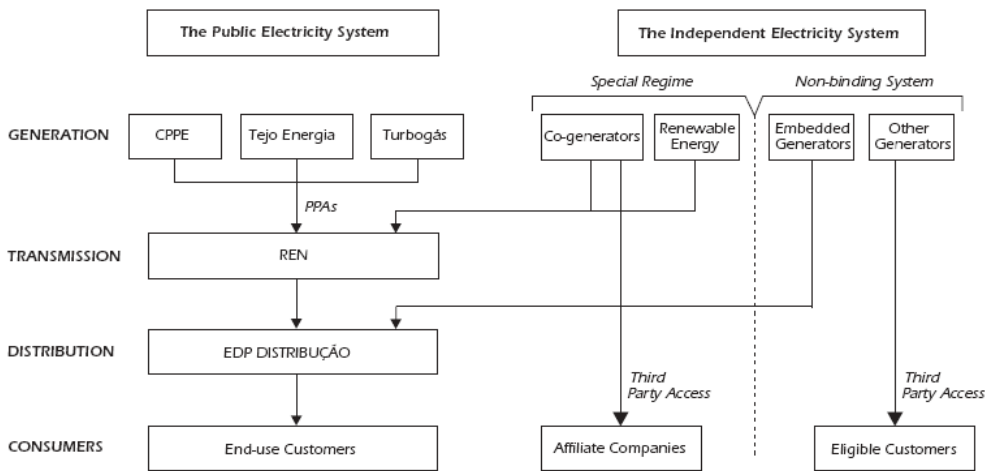 The Public Electricity System
The Independent Electricity System
Special Regime
Non-binding System
GENERATION
CPPE
Tejo Energia
Turbogás
Co-generators
Renewable
Energy
Embedded
Generators
Other
Generators
PPAs
TRANSMISSION
REN
DISTRIBUTION
EDP DISTRIBUÇÃO
Third
Party Access
Third
Party Access
CONSUMERS
End-use Customers
Affiliate Companies
Eligible Customers